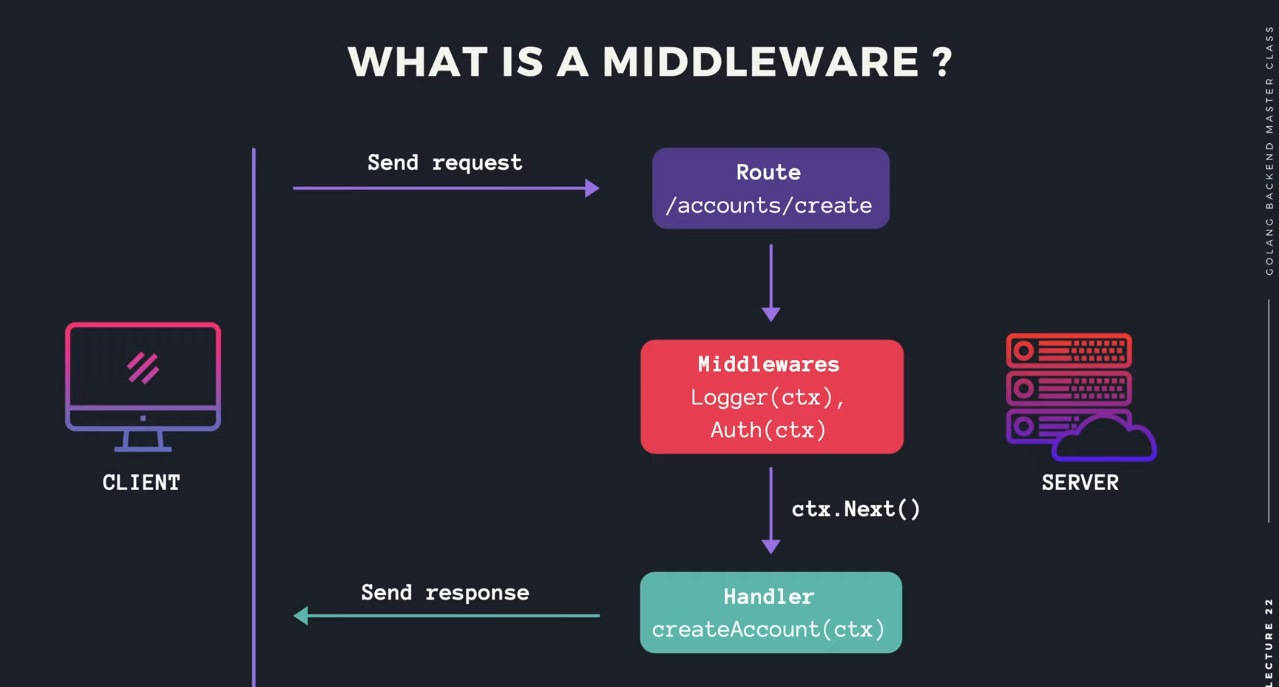 WHAT IS A MIDDLEWARE ?
Send request
Route
/accounts/create
Middlewares
Logger(ctx),
Auth(ctx)
CLIENT
SERVER
ctx.Next()
Send response
Handler
createAccount(ctx)
GOLANG BACKEND MASTER CLASS
LECTURE 22